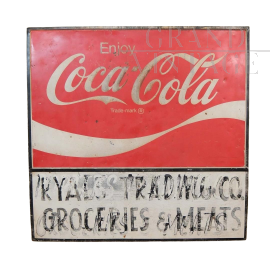 Enjoy
Coca-Cola
Trade-mark ®
TRADING CO.
GROCERIES & MEATS